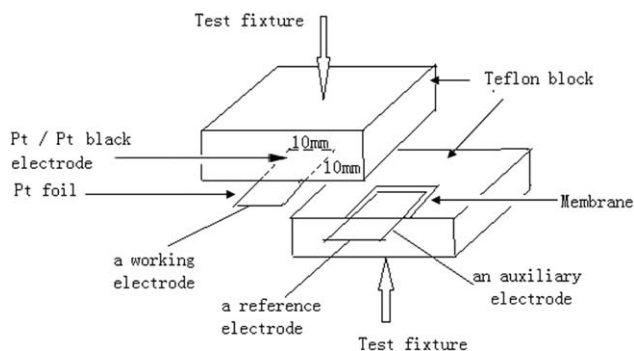 Test fixture
Teflon block
Pt / Pt black
electrode
10mm
10mm
Pt foil
Membrane
a working
electrode
an auxiliary
electrode
a reference
electrode
Test fixture